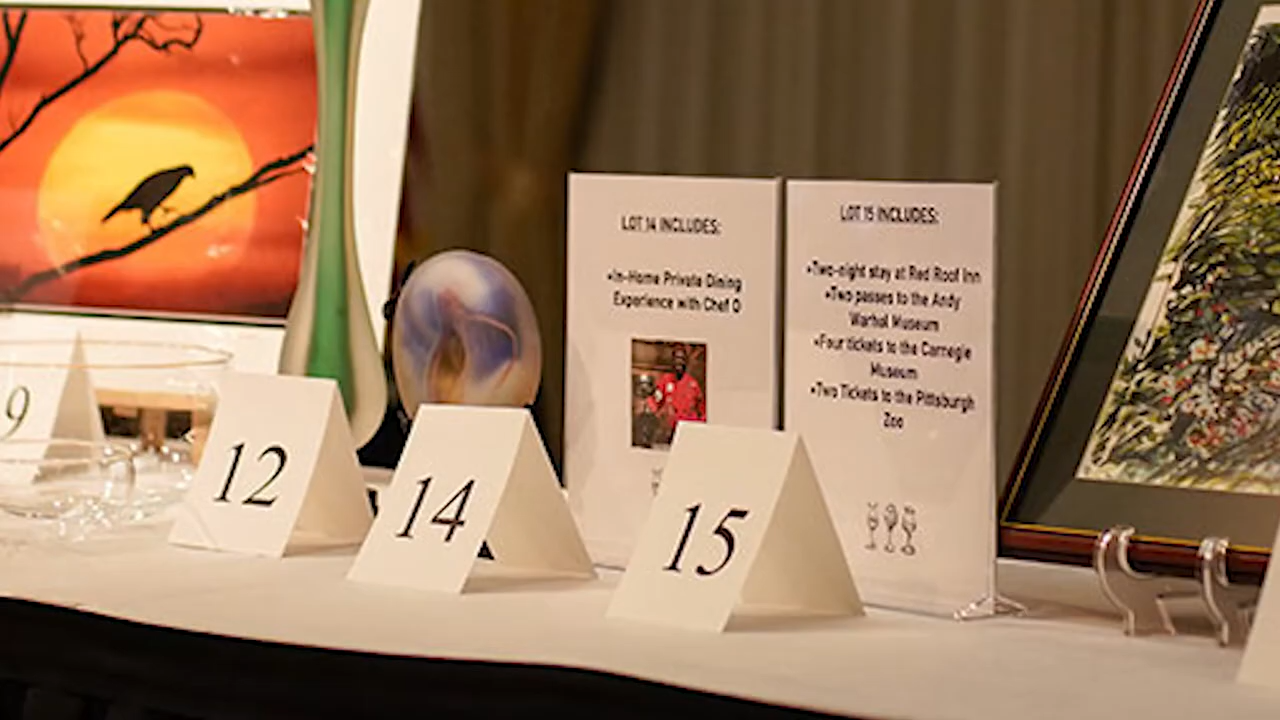 9
12
14
15
LOT 14 INCLUDES:
•In-Home Private Dining
Experience with Chef O
LOT 15 INCLUDES:
•Two-night stay at Red Roof Inn
•Two passes to the Andy
Warhol Museum
•Four tickets to the Carnegie
Museum
•Two Tickets to the Pittsburgh
Zoo